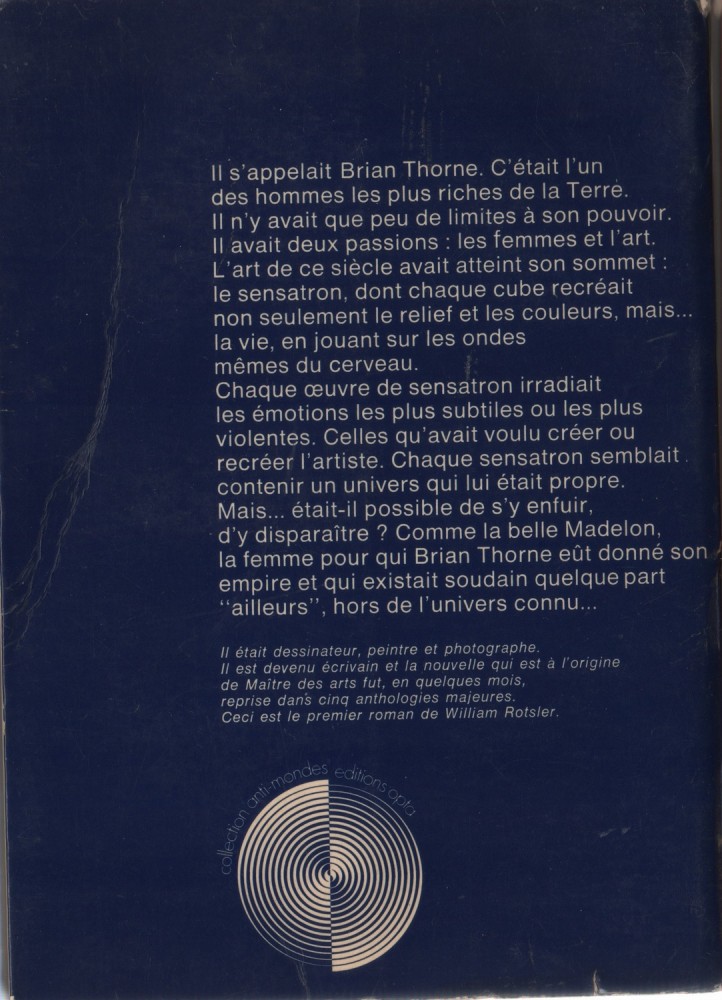 Il s'appelait Brian Thorne. C'était l'un
des hommes les plus riches de la Terre.
Il n'y avait que peu de limites à son pouvoir.
Il avait deux passions : les femmes et l'art.
L'art de ce siècle avait atteint son sommet :
le sensatron, dont chaque cube recréait
non seulement le relief et les couleurs, mais...
la vie, en jouant sur les ondes
mêmes du cerveau.
Chaque œuvre de sensatron irradiait
les émotions les plus subtiles ou les plus
violentes. Celles qu'avait voulu créer ou
recréer l'artiste. Chaque sensatron semblait
contenir un univers qui lui était propre.
Mais... était-il possible de s'y enfuir,
d'y disparaître ? Comme la belle Madelon,
la femme pour qui Brian Thorne eût donné son
empire et qui existait soudain quelque part
"ailleurs", hors de l'univers connu...
Il était dessinateur, peintre et photographe.
Il est devenu écrivain et la nouvelle qui est à l'origine
de Maître des arts fut, en quelques mois,
reprise dans cinq anthologies majeures.
Ceci est le premier roman de William Rotsler.
collection anti-mondes editions opta